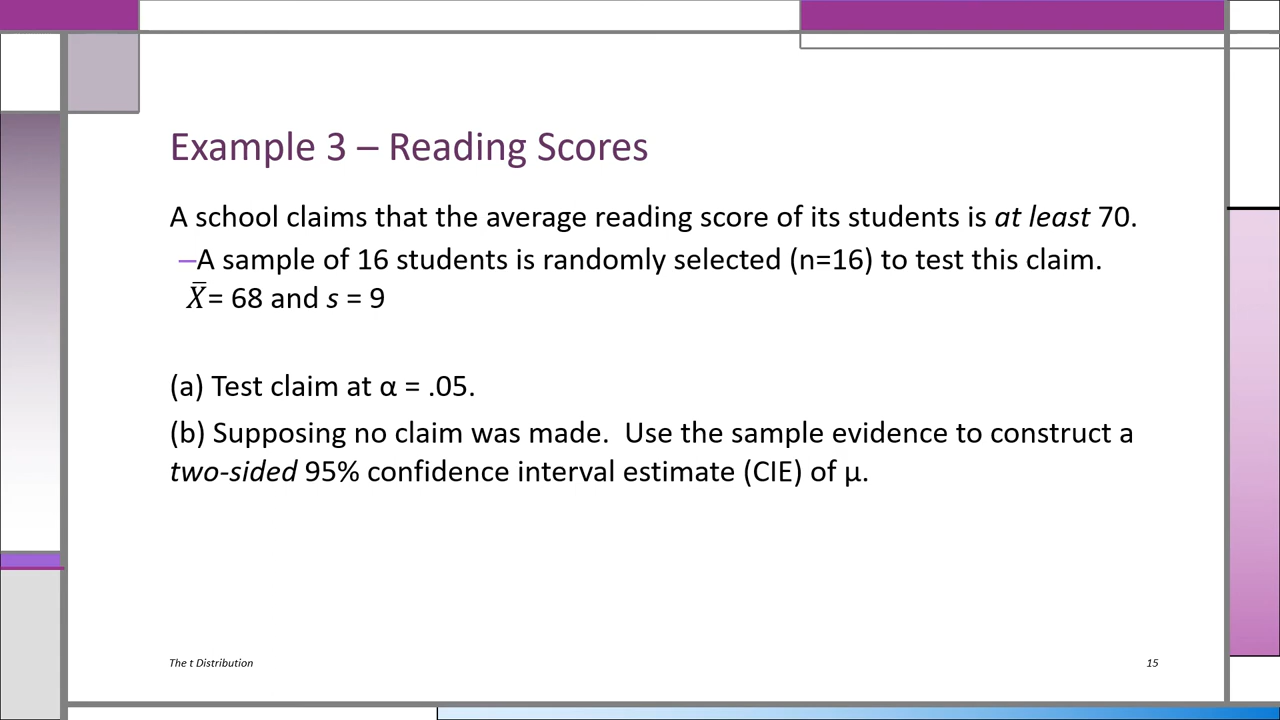 Example 3 – Reading Scores
A school claims that the average reading score of its students is at least 70.
–A sample of 16 students is randomly selected (n=16) to test this claim.
X̄= 68 and s = 9
(a) Test claim at α = .05.
(b) Supposing no claim was made.  Use the sample evidence to construct a
two-sided 95% confidence interval estimate (CIE) of μ.
The t Distribution
15